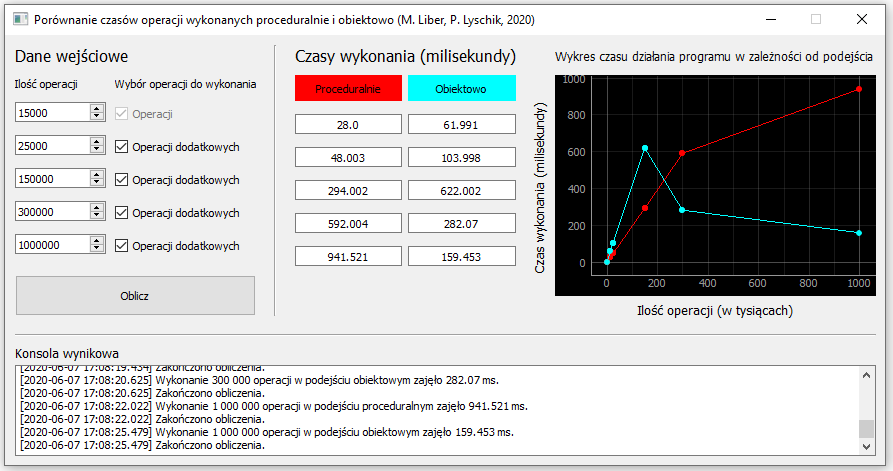 Porównanie czasów operacji wykonanych proceduralnie i obiektowo (M. Liber, P. Lyschik, 2020)
Dane wejściowe
Ilość operacji
Wybór operacji do wykonania
15000
Operacji
25000
Operacji dodatkowych
150000
Operacji dodatkowych
300000
Operacji dodatkowych
1000000
Operacji dodatkowych
Oblicz
Czasy wykonania (milisekundy)
Proceduralnie
Obiektowo
28.0
61.991
48.003
103.998
294.002
622.002
592.004
282.07
941.521
159.453
Wykres czasu działania programu w zależności od podejścia
Czas wykonania (milisekundy)
1000
800
600
400
200
0
0
200
400
600
800
1000
Ilość operacji (w tysiącach)
Konsola wynikowa
[2020-06-07 17:08:19.434] Zakończono obliczenia.
[2020-06-07 17:08:20.625] Wykonanie 300 000 operacji w podejściu obiektowym zajęło 282.07 ms.
[2020-06-07 17:08:20.625] Zakończono obliczenia.
[2020-06-07 17:08:22.022] Wykonanie 1 000 000 operacji w podejściu proceduralnym zajęło 941.521 ms.
[2020-06-07 17:08:22.022] Zakończono obliczenia.
[2020-06-07 17:08:25.479] Wykonanie 1 000 000 operacji w podejściu obiektowym zajęło 159.453 ms.
[2020-06-07 17:08:25.479] Zakończono obliczenia.